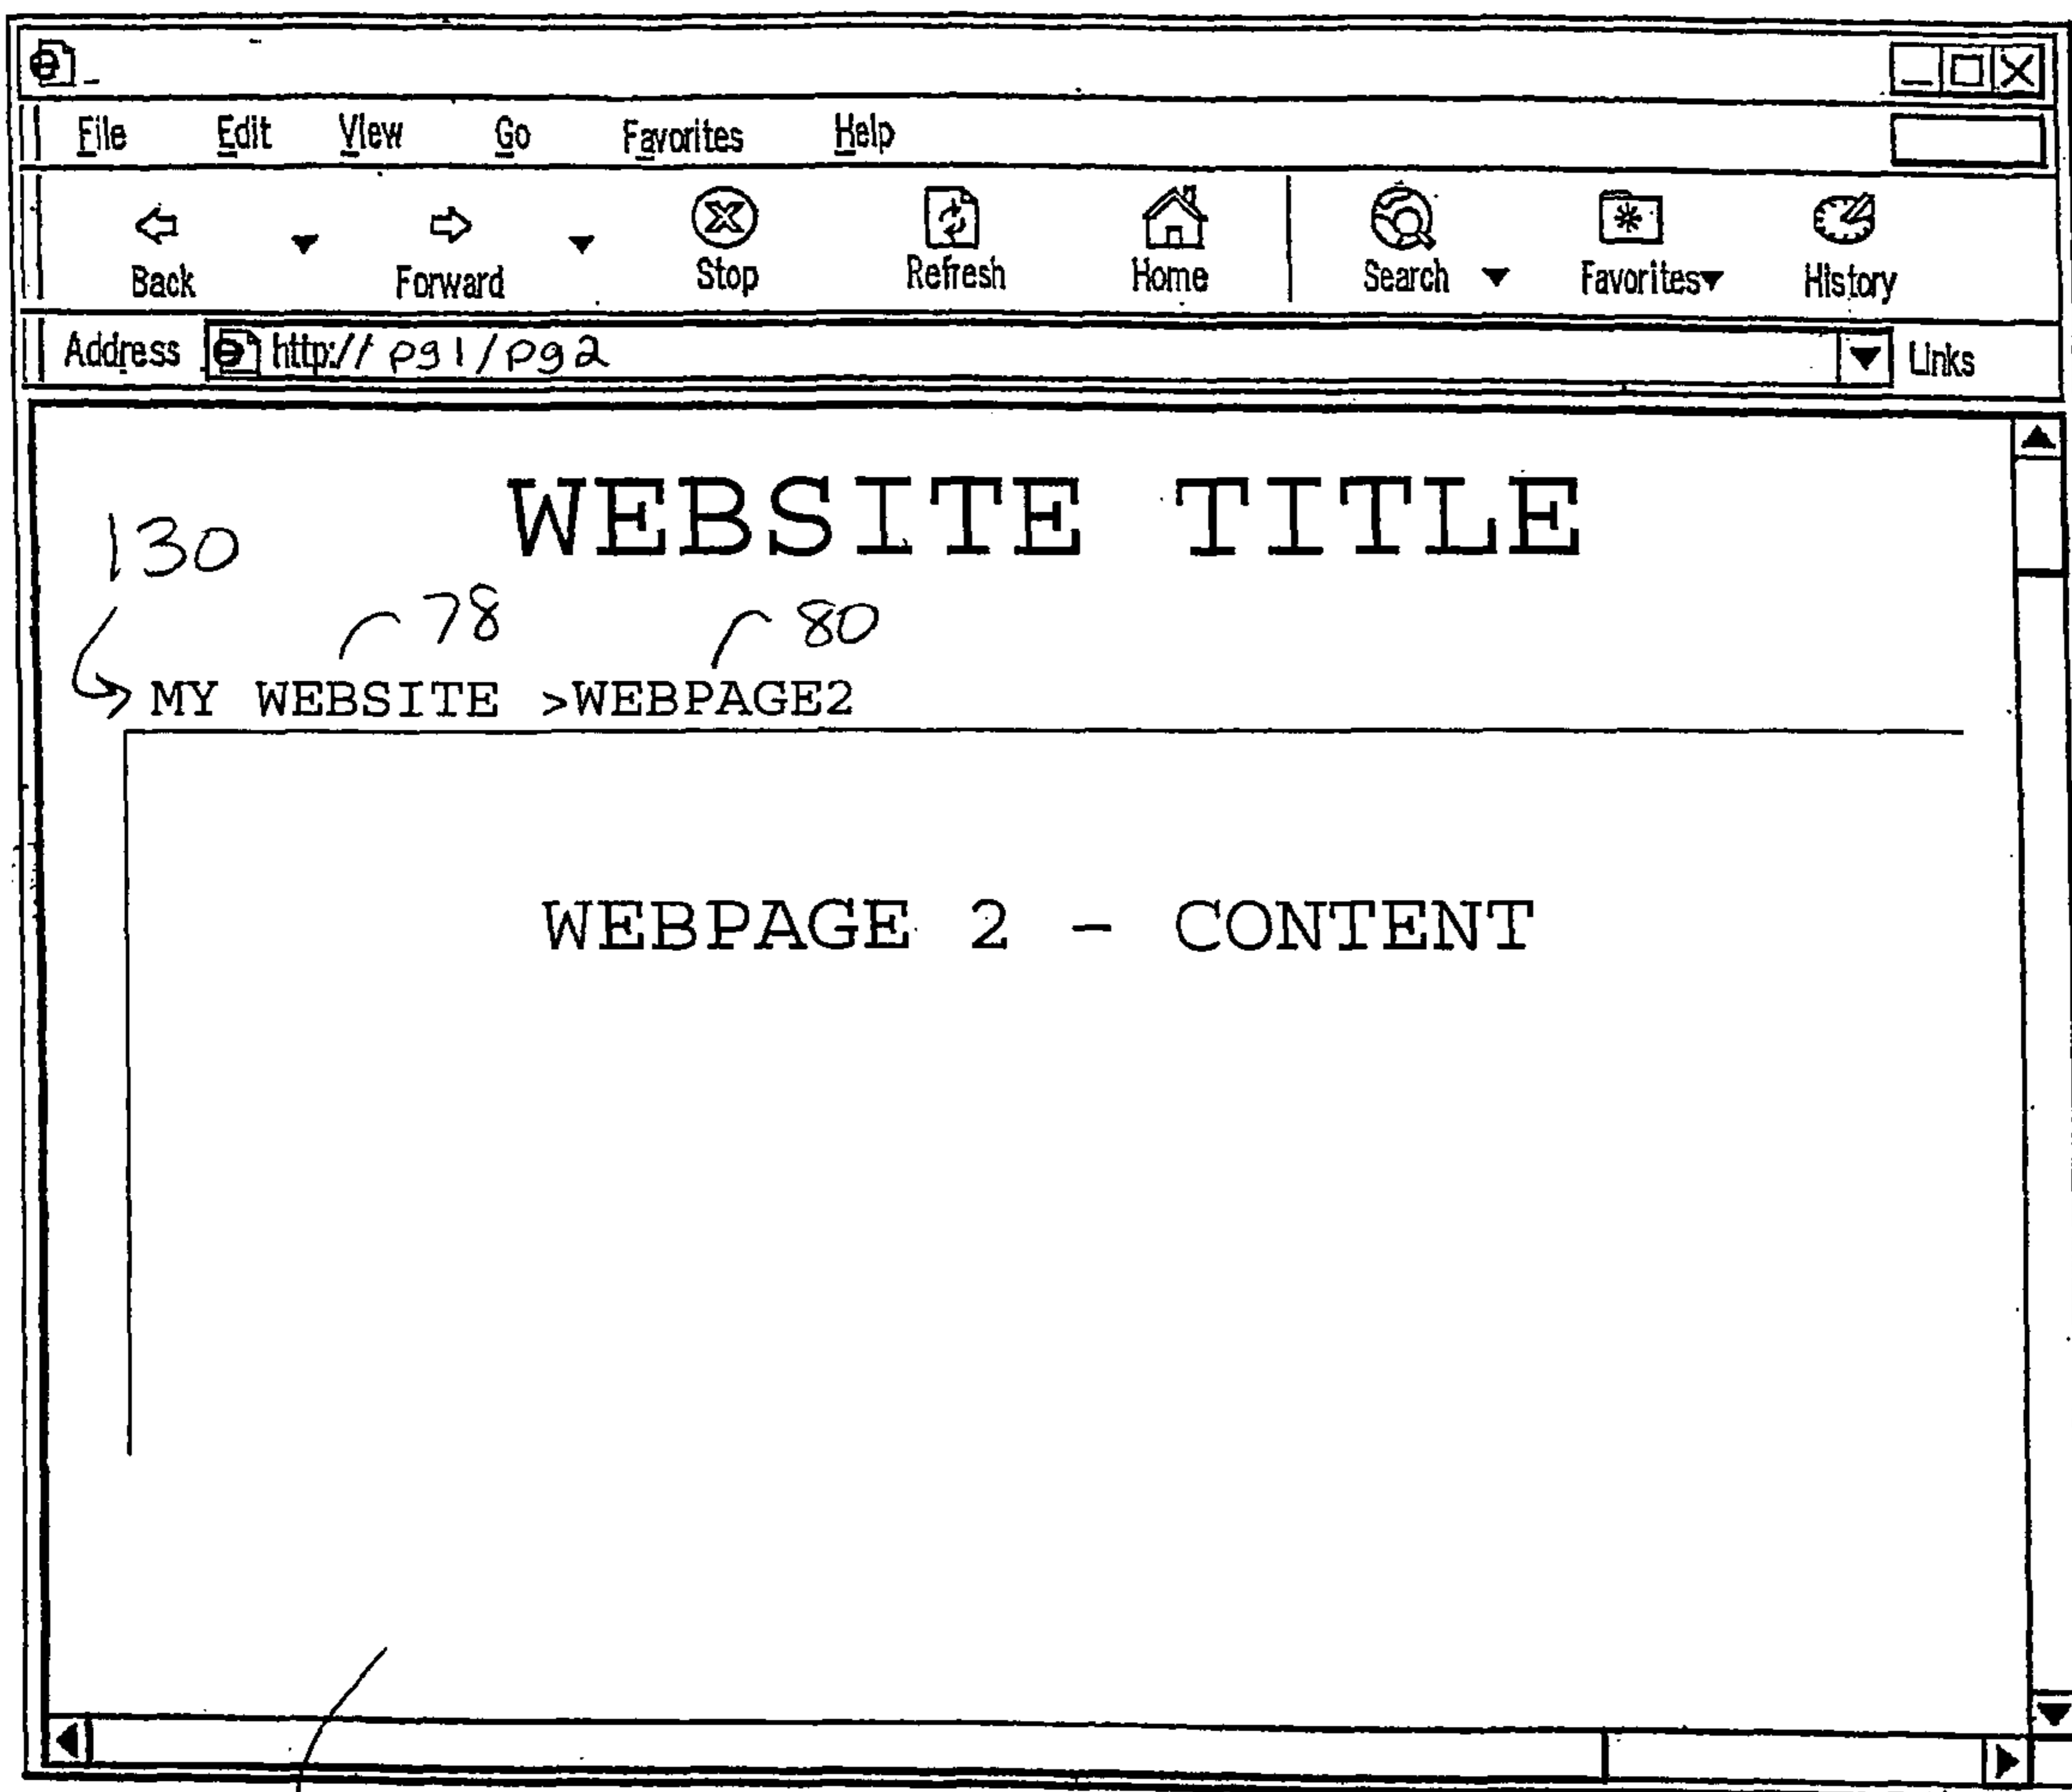 File Edit View Go Favorites Help
Back Forward Stop Refresh Home Search Favorites History
Address http:// pg1/pg2 Links
WEBSITE TITLE
130
78 80
MY WEBSITE >WEBPAGE2
WEBPAGE 2 - CONTENT